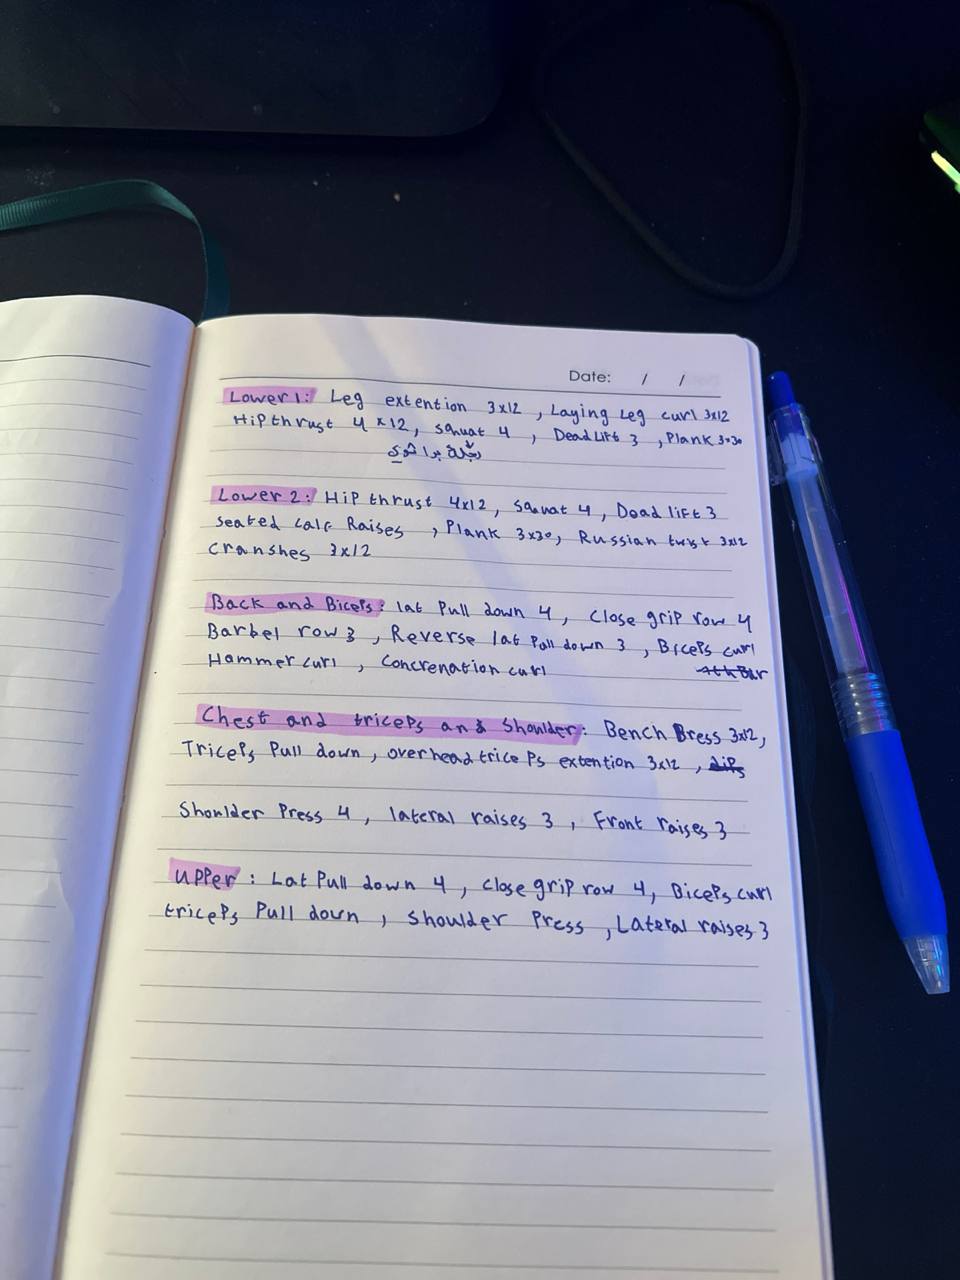 Date: / /
Lower 1: Leg extention 3x12 , Laying Leg curl 3x12
Hip thrust 4x12, squat 4 , Dead Lift 3 , Plank 3x30
Lower 2: Hip thrust 4x12, squat 4, Dead lift 3
seated calf Raises , Plank 3x30, Russian twist 3x12
cranshes 3x12
Back and Biceps: lat Pull down 4, close grip row 4
Barbel row 3 , Reverse lat Pull down 3 , Biceps curl
Hammer curl , Concrenation curl
Chest and triceps and shoulder: Bench Bress 3x12,
Triceps Pull down , overhead triceps extention 3x12 , dips
Shoulder Press 4 , lateral raises 3 , Front raises 3
Upper : Lat Pull down 4 , close grip row 4, Biceps curl
triceps Pull down , shoulder Press , Lateral raises 3